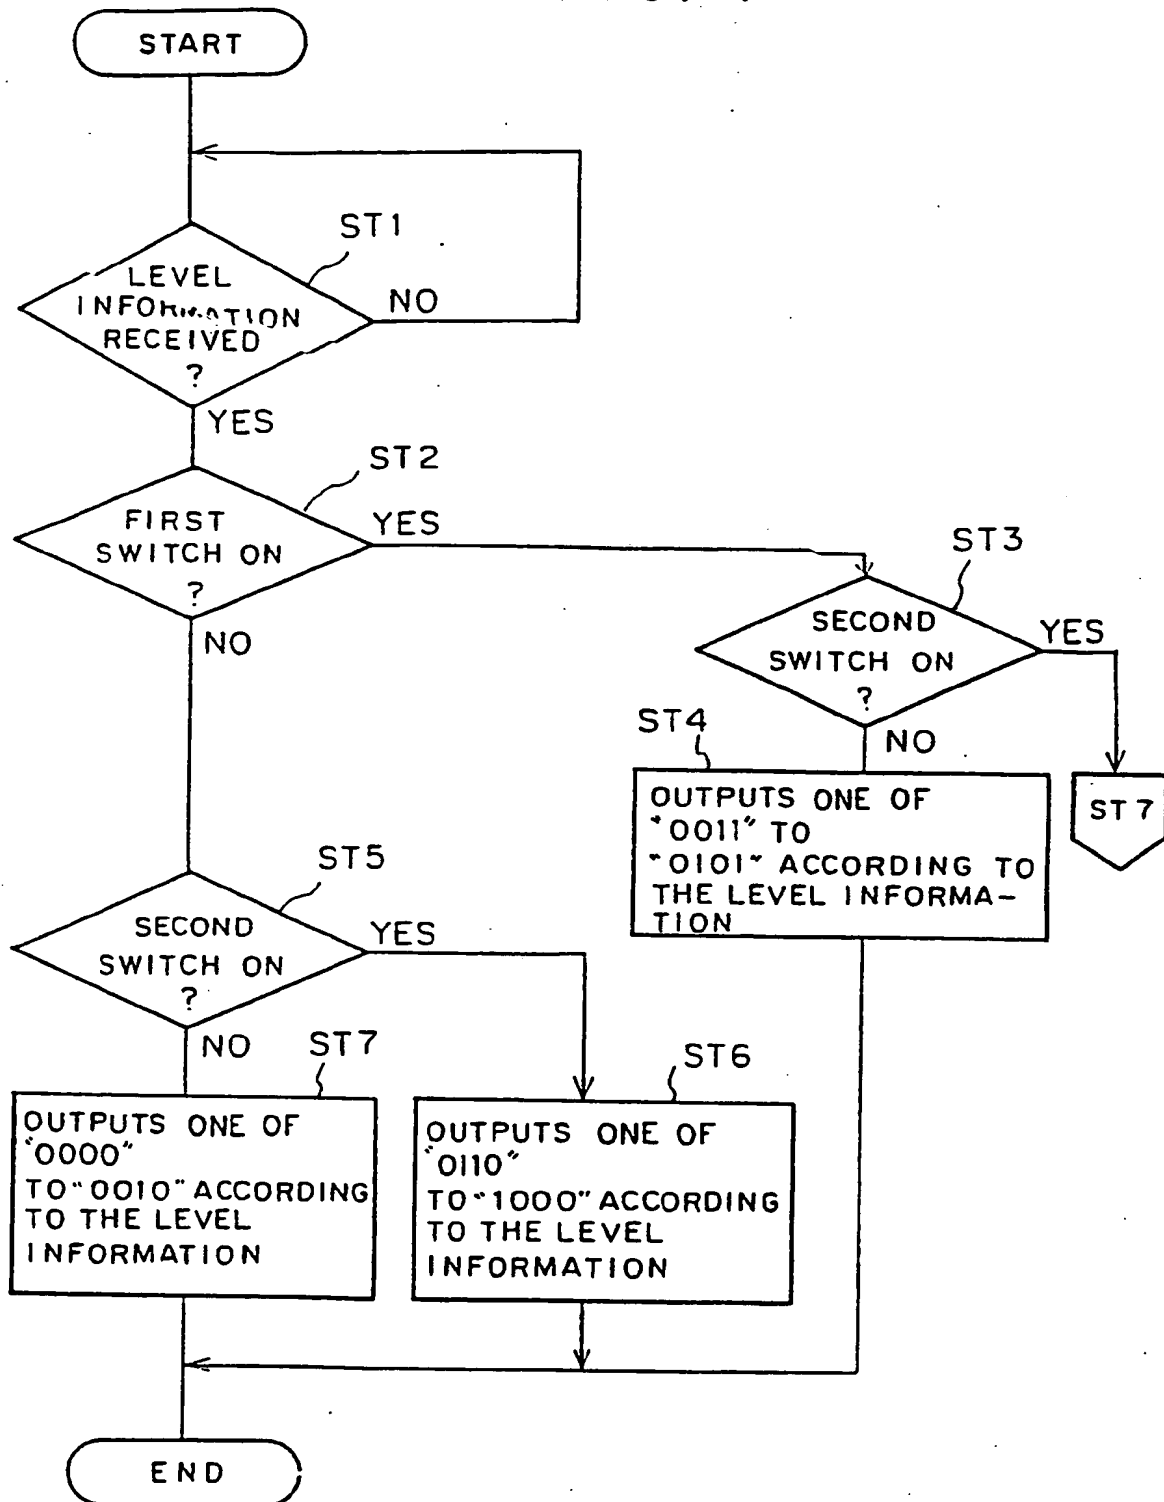 START
ST1
LEVEL
INFORMATION
RECEIVED
?
NO
YES
ST2
FIRST
SWITCH ON
?
YES
NO
ST3
SECOND
SWITCH ON
?
YES
NO
ST4
OUTPUTS ONE OF
"0011" TO
"0101" ACCORDING TO
THE LEVEL INFORMA-
TION
ST7
ST5
SECOND
SWITCH ON
?
YES
NO
ST7
OUTPUTS ONE OF
"0000"
TO "0010" ACCORDING
TO THE LEVEL
INFORMATION
ST6
OUTPUTS ONE OF
"0110"
TO "1000" ACCORDING
TO THE LEVEL
INFORMATION
END